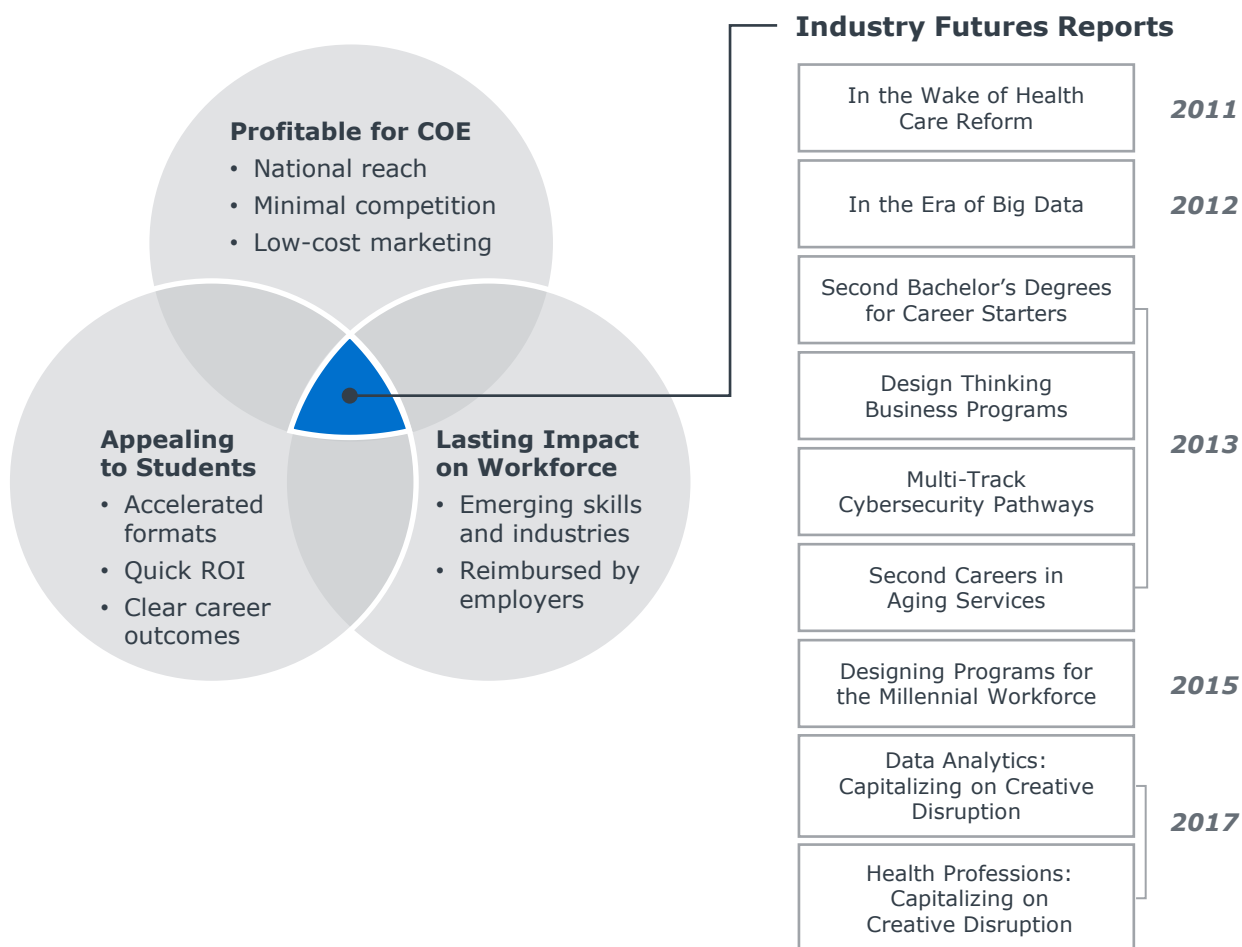 Profitable for COE
• National reach
• Minimal competition
• Low-cost marketing
Appealing
to Students
• Accelerated
formats
• Quick ROI
• Clear career
outcomes
Lasting Impact
on Workforce
• Emerging skills
and industries
• Reimbursed by
employers
Industry Futures Reports
In the Wake of Health
Care Reform
2011
In the Era of Big Data
2012
Second Bachelor’s Degrees
for Career Starters
Design Thinking
Business Programs
Multi-Track
Cybersecurity Pathways
Second Careers in
Aging Services
2013
Designing Programs for
the Millennial Workforce
2015
Data Analytics:
Capitalizing on Creative
Disruption
Health Professions:
Capitalizing on
Creative Disruption
2017